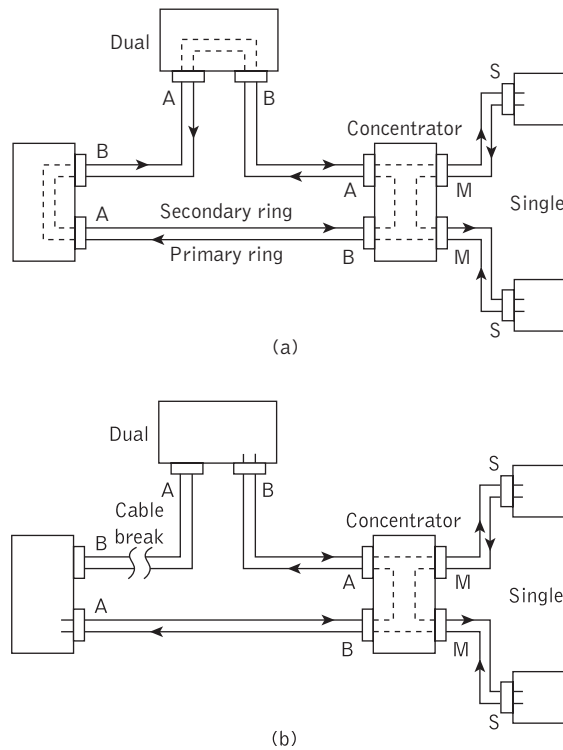 Dual
S
A
B
Concentrator
B
A
M
Single
A
Secondary ring
Primary ring
B
M
S
(a)
Dual
S
A
B
Cable
break
Concentrator
B
A
M
Single
A
B
M
S
(b)